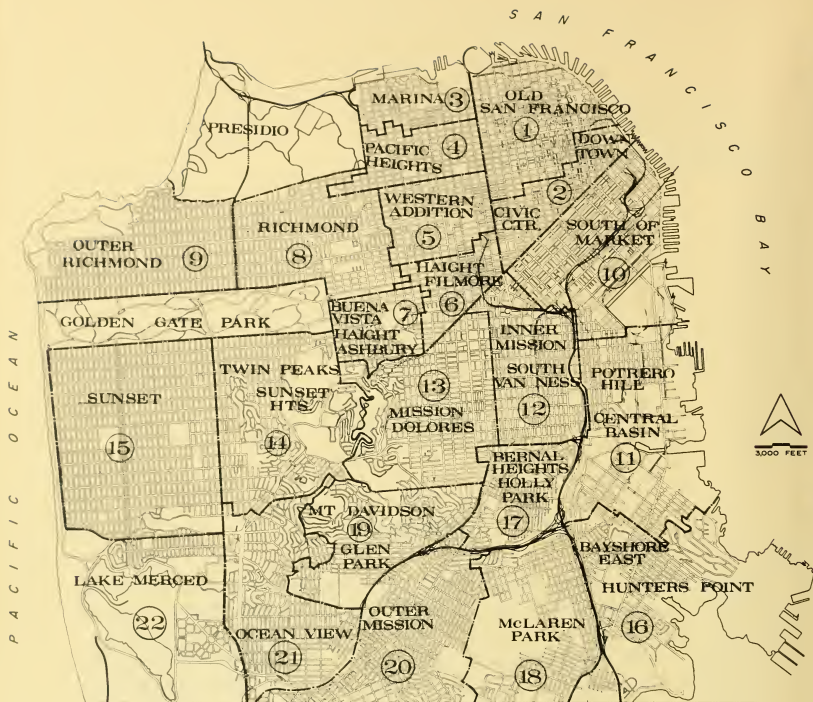 SAN FRANCISCO BAY
MARINA 3
OLD
SAN FRANCISCO
1
PRESIDIO
DOWN
TOWN
PACIFIC
HEIGHTS
4
2
WESTERN
ADDITION
5
CIVIC
CTR.
RICHMOND
8
SOUTH OF
MARKET
10
OUTER
RICHMOND 9
HAIGHT
FILMORE
6
BUENA
VISTA
7
HAIGHT
ASHBURY
GOLDEN GATE PARK
INNER
MISSION
SOUTH
VAN NESS
12
TWIN PEAKS
SUNSET
HTS.
14
13
MISSION
DOLORES
POTRERO
HILL
CENTRAL
BASIN
11
SUNSET
15
PACIFIC OCEAN
3,000 FEET
BERNAL
HEIGHTS
HOLLY
PARK
17
MT DAVIDSON
19
GLEN
PARK
BAYSHORE
EAST
HUNTERS POINT
16
LAKE MERCED
22
OUTER
MISSION
20
McLAREN
PARK
18
OCEAN VIEW
21